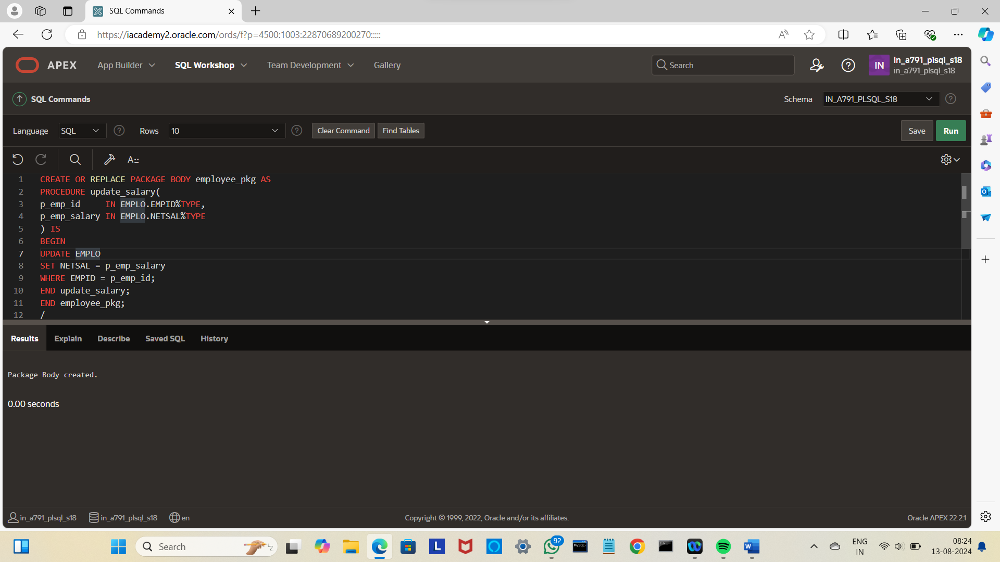 SQL Commands
https://iacademy2.oracle.com/ords/f?p=4500:1003:22870689200270:::::
APEX App Builder SQL Workshop Team Development Gallery Search IN in_a791_plsql_s18
in_a791_plsql_s18
SQL Commands Schema IN_A791_PLSQL_S18
Language SQL Rows 10 Clear Command Find Tables Save Run
A::
1 CREATE OR REPLACE PACKAGE BODY employee_pkg AS
2 PROCEDURE update_salary(
3 p_emp_id     IN EMPLO.EMPID%TYPE,
4 p_emp_salary IN EMPLO.NETSAL%TYPE
5 ) IS
6 BEGIN
7 UPDATE EMPLO
8 SET NETSAL = p_emp_salary
9 WHERE EMPID = p_emp_id;
10 END update_salary;
11 END employee_pkg;
12 /
Results Explain Describe Saved SQL History
Package Body created.
0.00 seconds
in_a791_plsql_s18 in_a791_plsql_s18 en Copyright © 1999, 2022, Oracle and/or its affiliates. Oracle APEX 22.2.1
Search L 92 MySQL W ENG 08:24
IN 13-08-2024